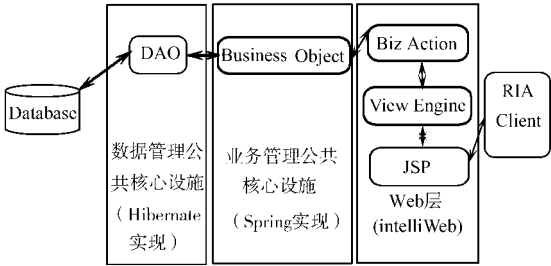 Database
DAO
数据管理公
共核心设施
（Hibernate
实现）
Business Object
业务管理公共
核心设施
（Spring实现）
Biz Action
View Engine
JSP
Web层
(intelliWeb)
RIA
Client